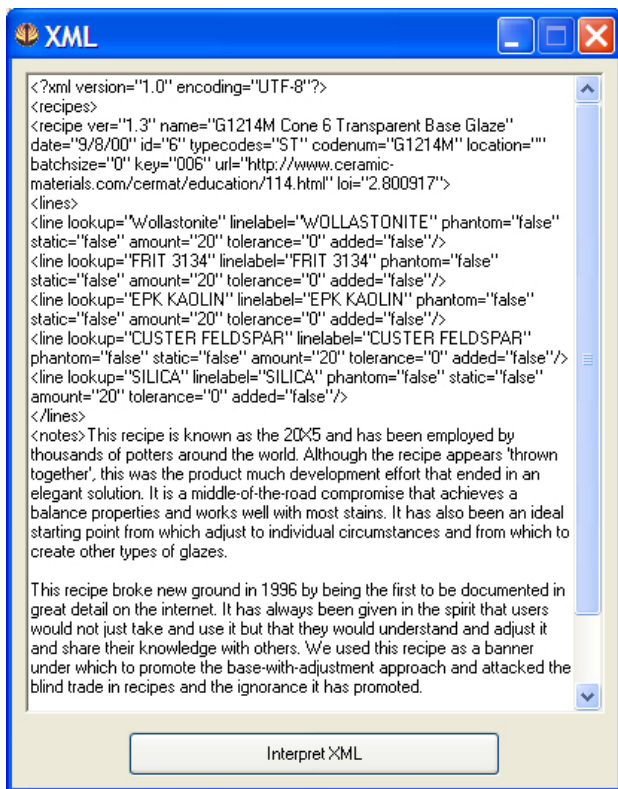 XML
<?xml version="1.0" encoding="UTF-8"?>
<recipes>
<recipe ver="1.3" name="G1214M Cone 6 Transparent Base Glaze"
date="9/8/00" id="6" typecodes="ST" codenum="G1214M" location=""
batchsize="0" key="006" url="http://www.ceramic-
materials.com/cermat/education/114.html" loi="2.800917">
<lines>
<line lookup="Wollastonite" linelabel="WOLLASTONITE" phantom="false"
static="false" amount="20" tolerance="0" added="false"/>
<line lookup="FRIT 3134" linelabel="FRIT 3134" phantom="false"
static="false" amount="20" tolerance="0" added="false"/>
<line lookup="EPK KAOLIN" linelabel="EPK KAOLIN" phantom="false"
static="false" amount="20" tolerance="0" added="false"/>
<line lookup="CUSTER FELDSPAR" linelabel="CUSTER FELDSPAR"
phantom="false" static="false" amount="20" tolerance="0" added="false"/>
<line lookup="SILICA" linelabel="SILICA" phantom="false" static="false"
amount="20" tolerance="0" added="false"/>
</lines>
<notes>This recipe is known as the 20X5 and has been employed by
thousands of potters around the world. Although the recipe appears 'thrown
together', this was the product much development effort that ended in an
elegant solution. It is a middle-of-the-road compromise that achieves a
balance properties and works well with most stains. It has also been an ideal
starting point from which adjust to individual circumstances and from which to
create other types of glazes.

This recipe broke new ground in 1996 by being the first to be documented in
great detail on the internet. It has always been given in the spirit that users
would not just take and use it but that they would understand and adjust it
and share their knowledge with others. We used this recipe as a banner
under which to promote the base-with-adjustment approach and attacked the
blind trade in recipes and the ignorance it has promoted.
Interpret XML